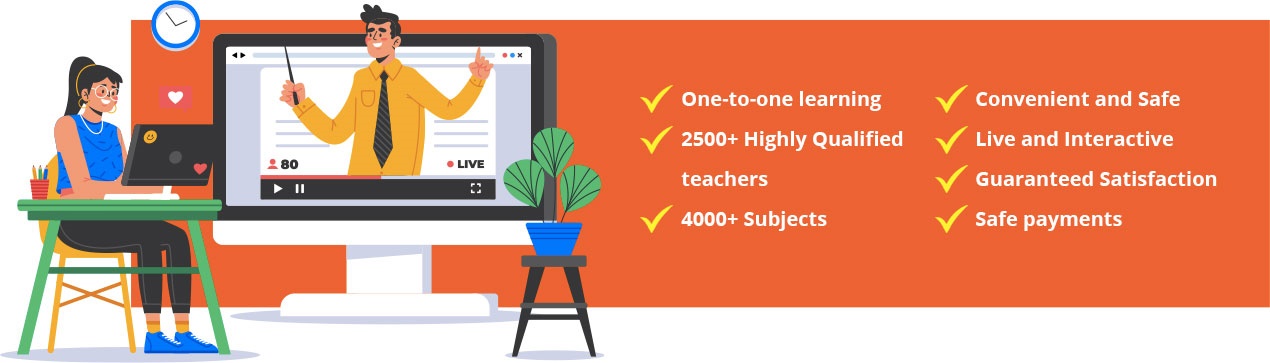 80
LIVE
One-to-one learning
2500+ Highly Qualified
teachers
4000+ Subjects
Convenient and Safe
Live and Interactive
Guaranteed Satisfaction
Safe payments